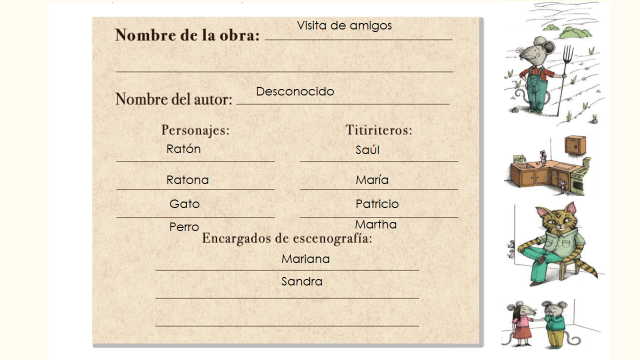 Nombre de la obra: Visita de amigos
Nombre del autor: Desconocido
Personajes: Titiriteros:
Ratón Saúl
Ratona María
Gato Patricio
Perro Martha
Encargados de escenografía:
Mariana
Sandra